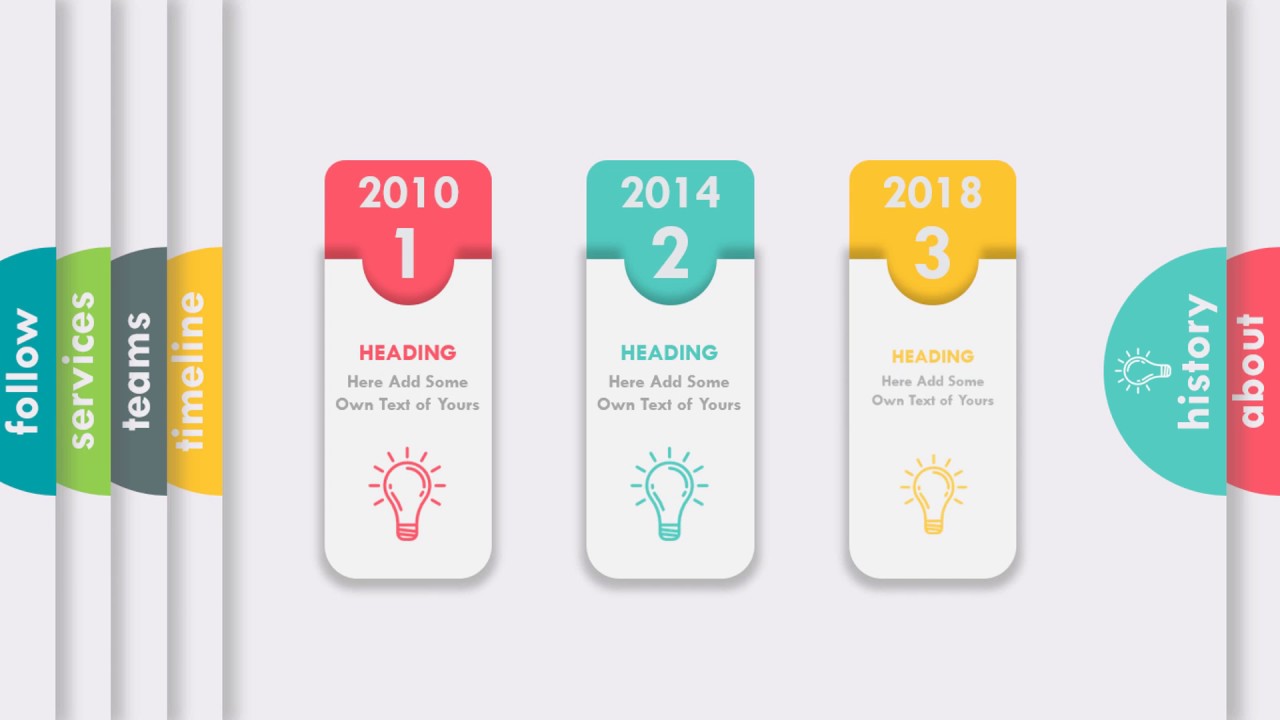 follow
services
teams
timeline
2010
1
HEADING
Here Add Some
Own Text of Yours
2014
2
HEADING
Here Add Some
Own Text of Yours
2018
3
HEADING
Here Add Some
Own Text of Yours
history
about